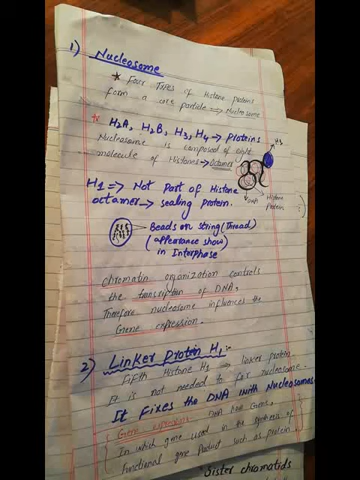 1) Nucleosome
* Four Types of Histone proteins
form a core particle => Nucleosome
* H2A, H2B, H3, H4 → Proteins
Nucleosome is composed of eight
molecule of Histones → Octamer
H1 => Not Part of Histone
octamer → sealing Protein.
DNA Histone
protein
Beads on string (Thread)
(appearance show)
in Interphase
chromatin organization controls
the transcription of DNA,
Therefore nucleosome influences the
Gene expression.
2) Linker Protein H1 :-
Fifth Histone H1 => linker protein
It is not needed to for nucleosome.
It Fixes the DNA with Nucleosomes
Gene expression
In which gene used in the synthesis of
functional gene Product such as protein
Sister chromatids